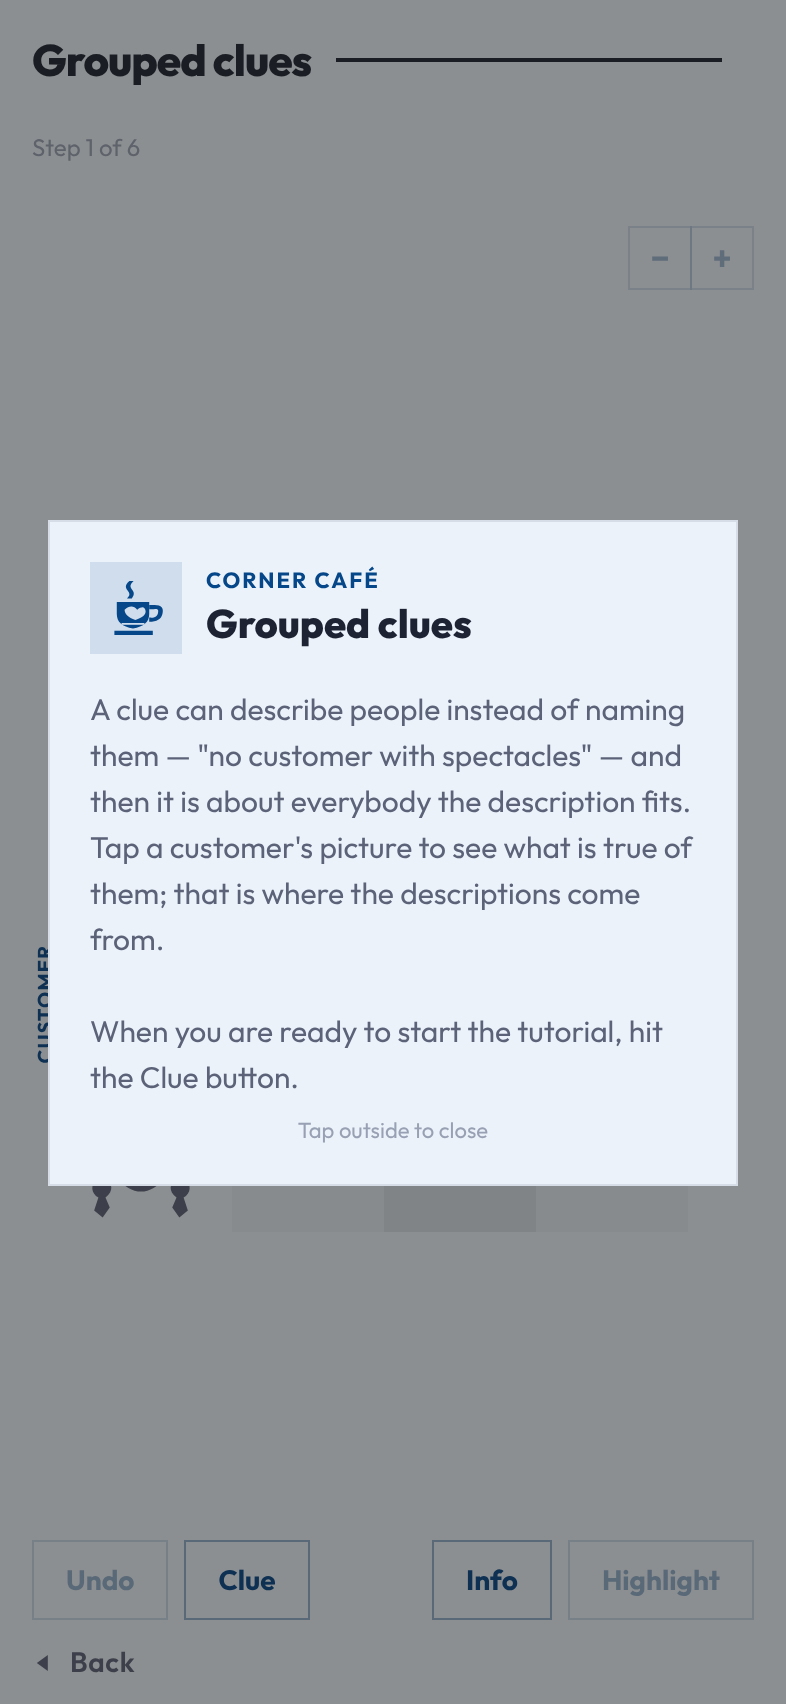 Grouped clues
Step 1 of 6
− +
CORNER CAFÉ
Grouped clues
A clue can describe people instead of naming
them — "no customer with spectacles" — and
then it is about everybody the description fits.
Tap a customer's picture to see what is true of
them; that is where the descriptions come
from.
When you are ready to start the tutorial, hit
the Clue button.
Tap outside to close
CUSTOMER
Undo
Clue
Info
Highlight
Back